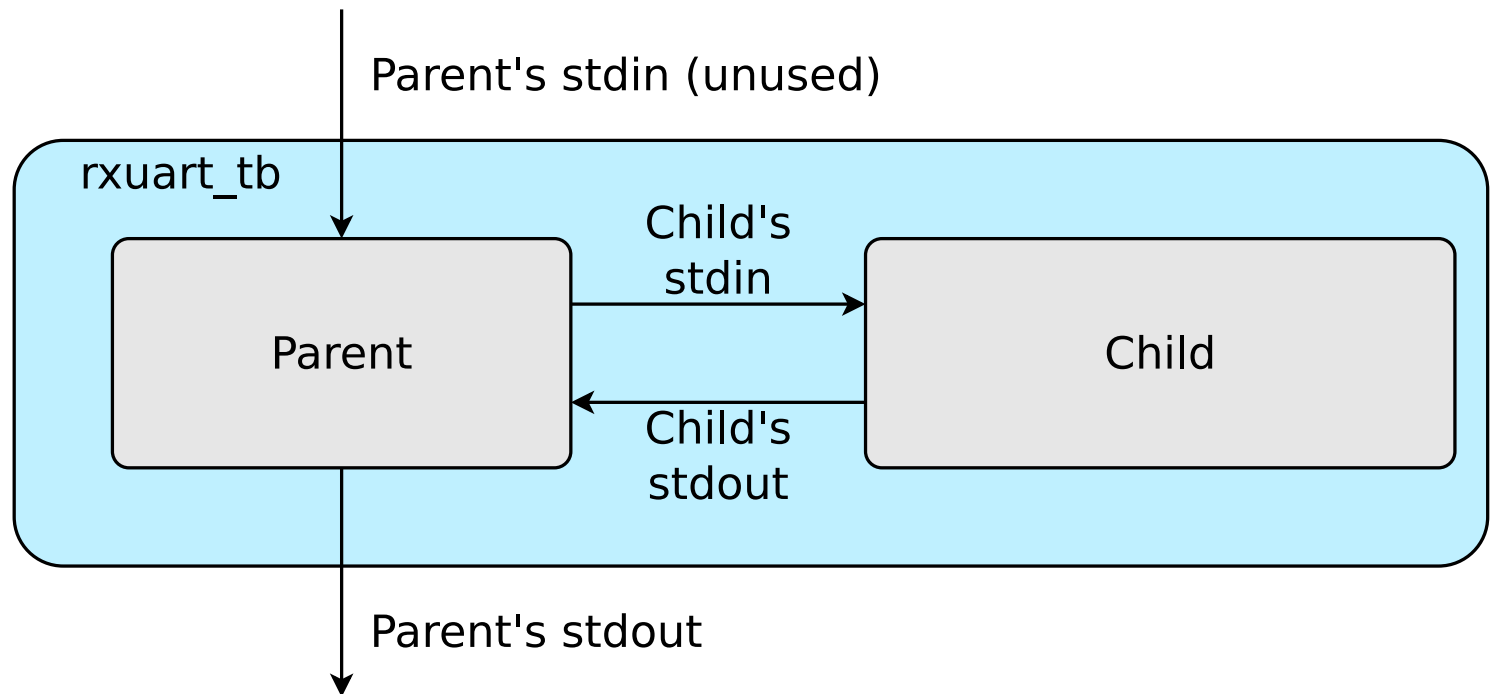 Parent's stdin (unused)
rxuart_tb
Child's
stdin
Parent
Child
Child's
stdout
Parent's stdout